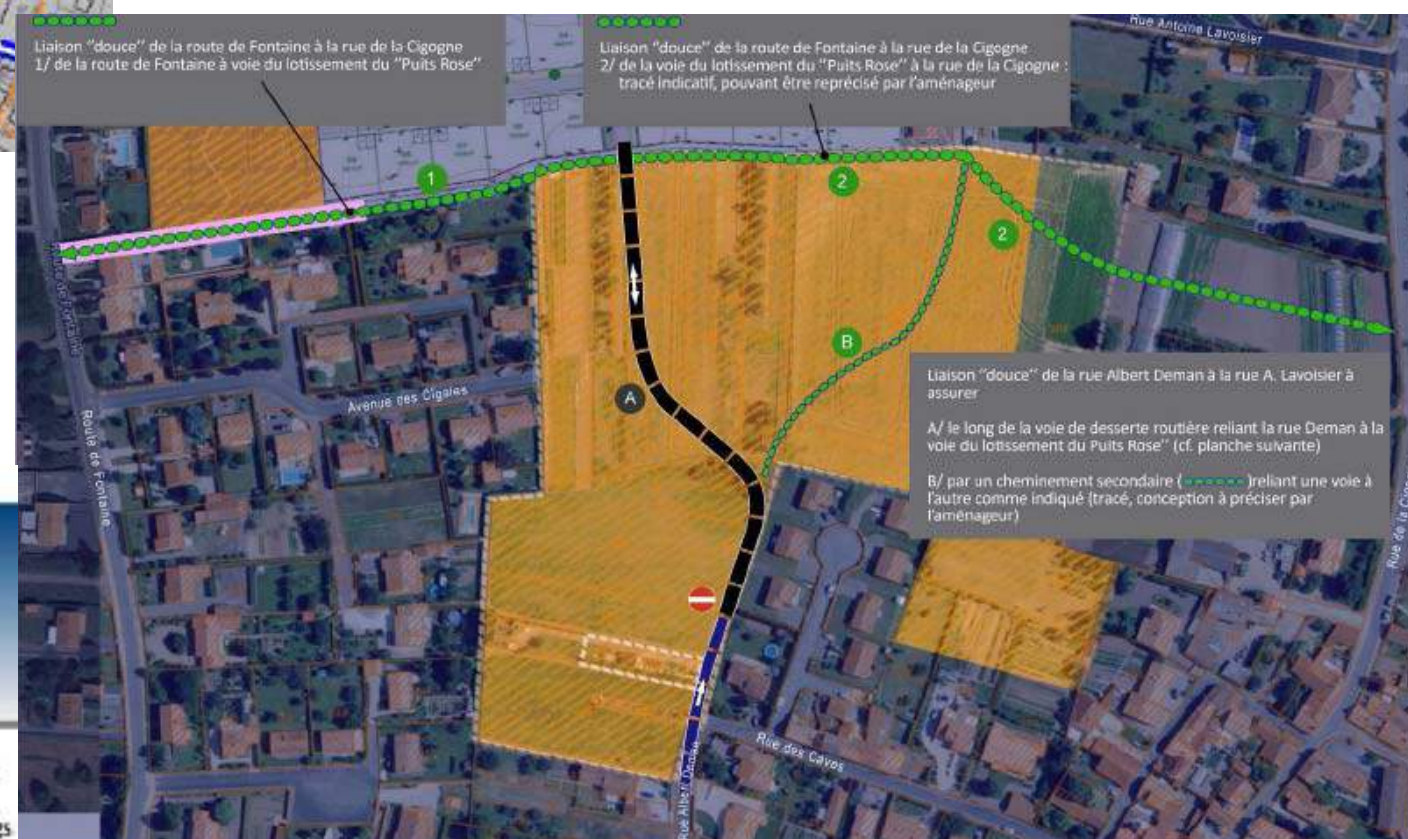 Liaison "douce" de la route de Fontaine à la rue de la Cigogne
1/ de la route de Fontaine à voie du lotissement du "Puits Rose"
Liaison "douce" de la route de Fontaine à la rue de la Cigogne
2/ de la voie du lotissement du "Puits Rose" à la rue de la Cigogne :
tracé indicatif, pouvant être reprécisé par l'aménageur
Rue Antoine Lavoisier
1
2
2
B
A
Avenue des Cigales
Route de Fontaine
Route de Fontaine
Liaison "douce" de la rue Albert Deman à la rue A. Lavoisier à
assurer
A/ le long de la voie de desserte routière reliant la rue Deman à la
voie du lotissement du Puits Rose" (cf. planche suivante)
B/ par un cheminement secondaire ( )reliant une voie à
l'autre comme indiqué (tracé, conception à préciser par
l'aménageur)
Rue de la
Rue des Cavos
Rue Albert Deman